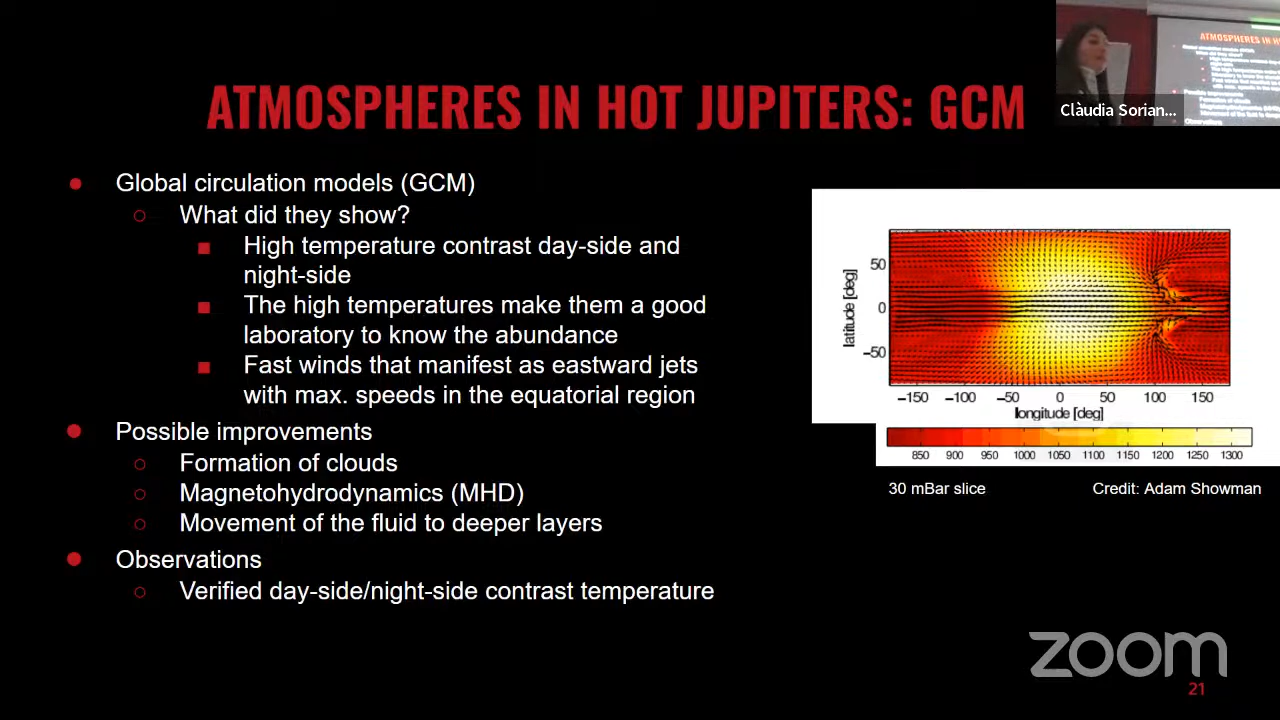 ATMOSPHERES IN HOT JUPITERS: GCM
Clàudia Sorian...
Global circulation models (GCM)
What did they show?
High temperature contrast day-side and
night-side
The high temperatures make them a good
laboratory to know the abundance
Fast winds that manifest as eastward jets
with max. speeds in the equatorial region
Possible improvements
Formation of clouds
Magnetohydrodynamics (MHD)
Movement of the fluid to deeper layers
Observations
Verified day-side/night-side contrast temperature
latitude [deg]
50
0
−50
−150 −100 −50 0 50 100 150
longitude [deg]
850 900 950 1000 1050 1100 1150 1200 1250 1300
30 mBar slice
Credit: Adam Showman
zoom
21